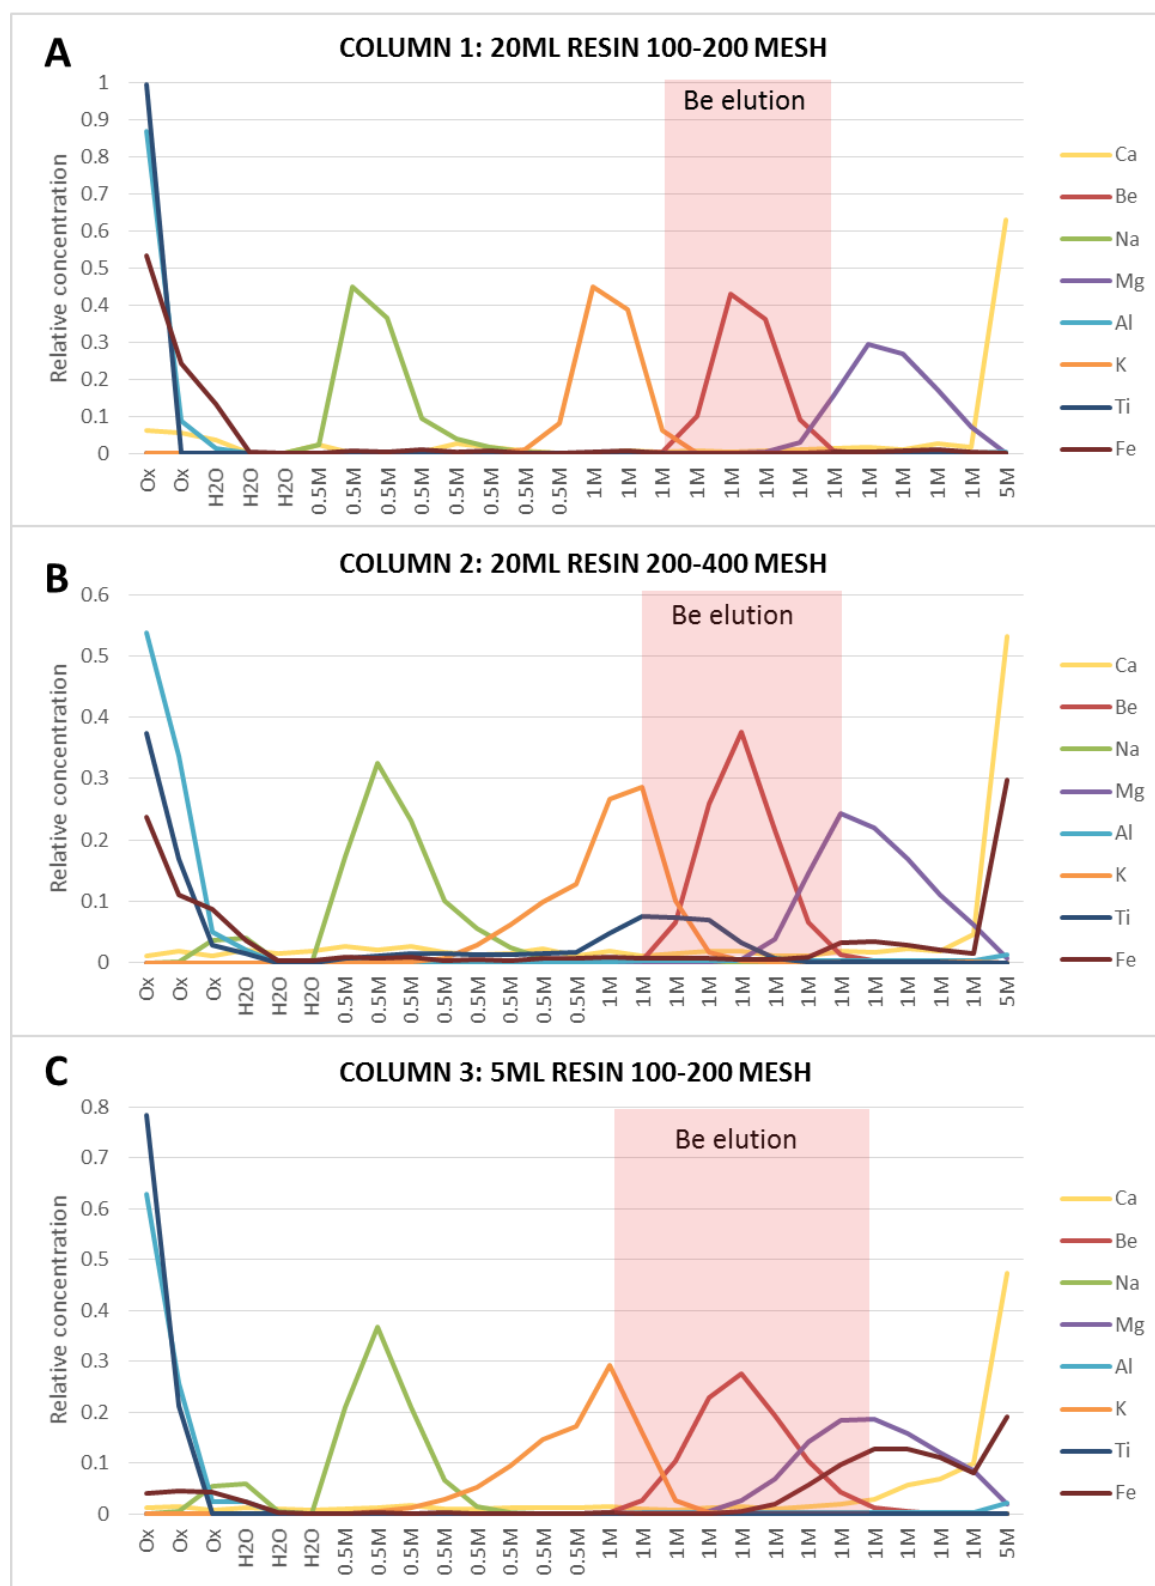 A
COLUMN 1: 20ML RESIN 100-200 MESH
Be elution
Relative concentration
1
0.9
0.8
0.7
0.6
0.5
0.4
0.3
0.2
0.1
0
Ox Ox H2O H2O H2O 0.5M 0.5M 0.5M 0.5M 0.5M 0.5M 0.5M 0.5M 1M 1M 1M 1M 1M 1M 1M 1M 1M 1M 1M 1M 5M
Ca
Be
Na
Mg
Al
K
Ti
Fe
B
COLUMN 2: 20ML RESIN 200-400 MESH
Be elution
Relative concentration
0.6
0.5
0.4
0.3
0.2
0.1
0
Ox Ox Ox H2O H2O H2O 0.5M 0.5M 0.5M 0.5M 0.5M 0.5M 0.5M 0.5M 1M 1M 1M 1M 1M 1M 1M 1M 1M 1M 1M 1M 5M
Ca
Be
Na
Mg
Al
K
Ti
Fe
C
COLUMN 3: 5ML RESIN 100-200 MESH
Be elution
Relative concentration
0.8
0.7
0.6
0.5
0.4
0.3
0.2
0.1
0
Ox Ox Ox H2O H2O H2O 0.5M 0.5M 0.5M 0.5M 0.5M 0.5M 0.5M 0.5M 1M 1M 1M 1M 1M 1M 1M 1M 1M 1M 1M 1M 5M
Ca
Be
Na
Mg
Al
K
Ti
Fe